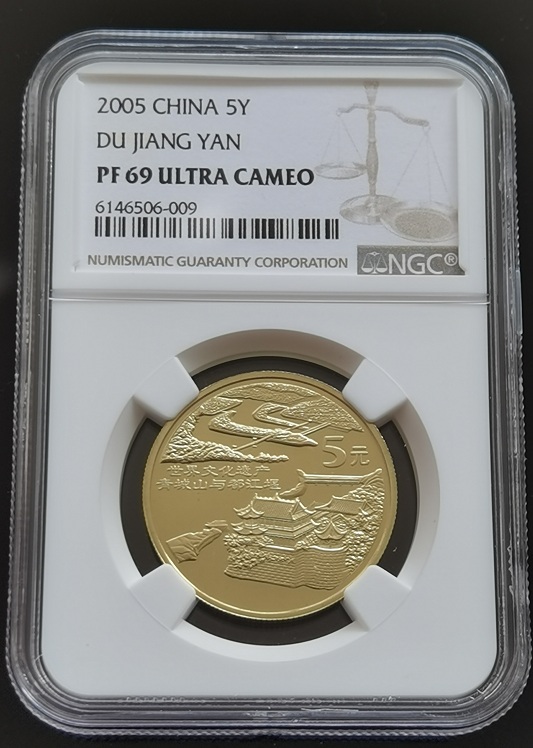 2005 CHINA 5Y
DU JIANG YAN
PF 69 ULTRA CAMEO
6146506-009
NUMISMATIC GUARANTY CORPORATION
NGC®
5元
世界文化遗产
青城山与都江堰